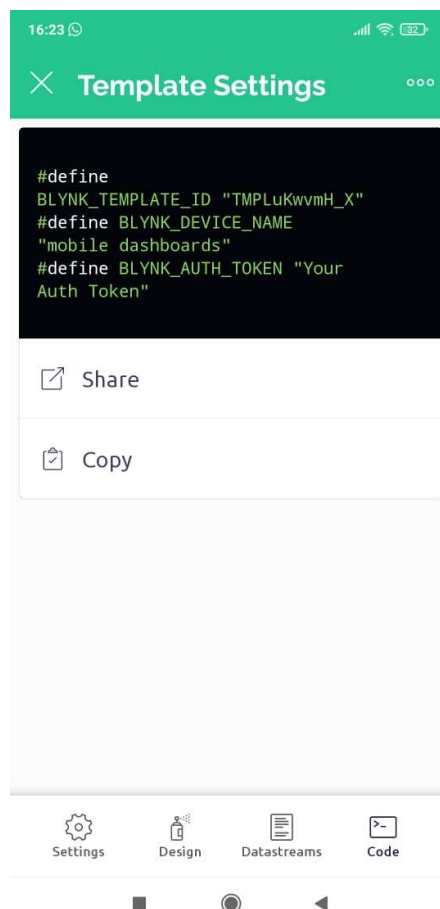 16:23
32
Template Settings
#define
BLYNK_TEMPLATE_ID "TMPLuKwvmH_X"
#define BLYNK_DEVICE_NAME
"mobile dashboards"
#define BLYNK_AUTH_TOKEN "Your
Auth Token"
Share
Copy
Settings Design Datastreams Code